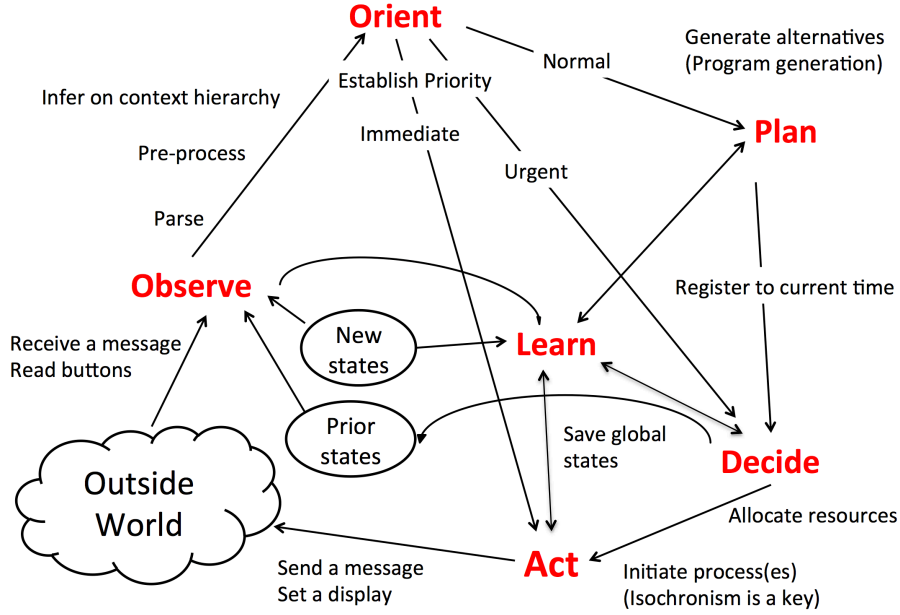 Orient
Generate alternatives
(Program generation)
Normal
Establish Priority
Infer on context hierarchy
Immediate
Plan
Pre-process
Urgent
Parse
Observe
Register to current time
New
states
Receive a message
Read buttons
Learn
Prior
states
Save global
states
Decide
Outside
World
Allocate resources
Act
Send a message
Set a display
Initiate process(es)
(Isochronism is a key)